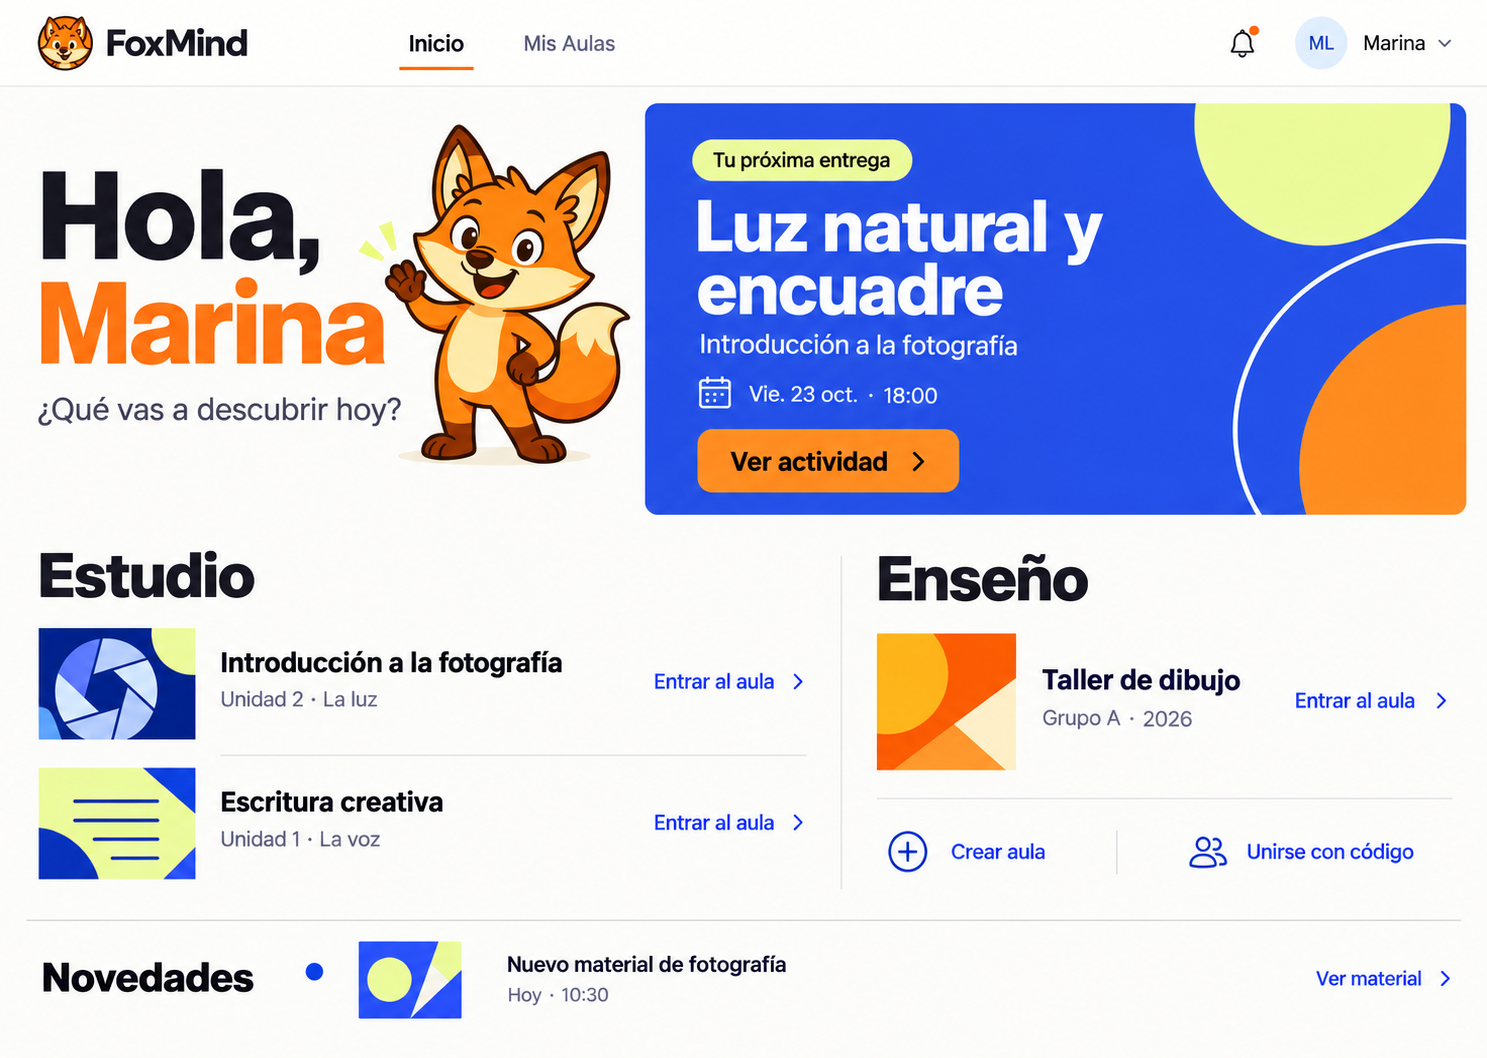 FoxMind
Inicio
Mis Aulas
ML
Marina
Hola,
Marina
¿Qué vas a descubrir hoy?
Tu próxima entrega
Luz natural y
encuadre
Introducción a la fotografía
Vie. 23 oct. · 18:00
Ver actividad
Estudio
Introducción a la fotografía
Unidad 2 · La luz
Entrar al aula
Escritura creativa
Unidad 1 · La voz
Entrar al aula
Enseño
Taller de dibujo
Grupo A · 2026
Entrar al aula
Crear aula
Unirse con código
Novedades
Nuevo material de fotografía
Hoy · 10:30
Ver material